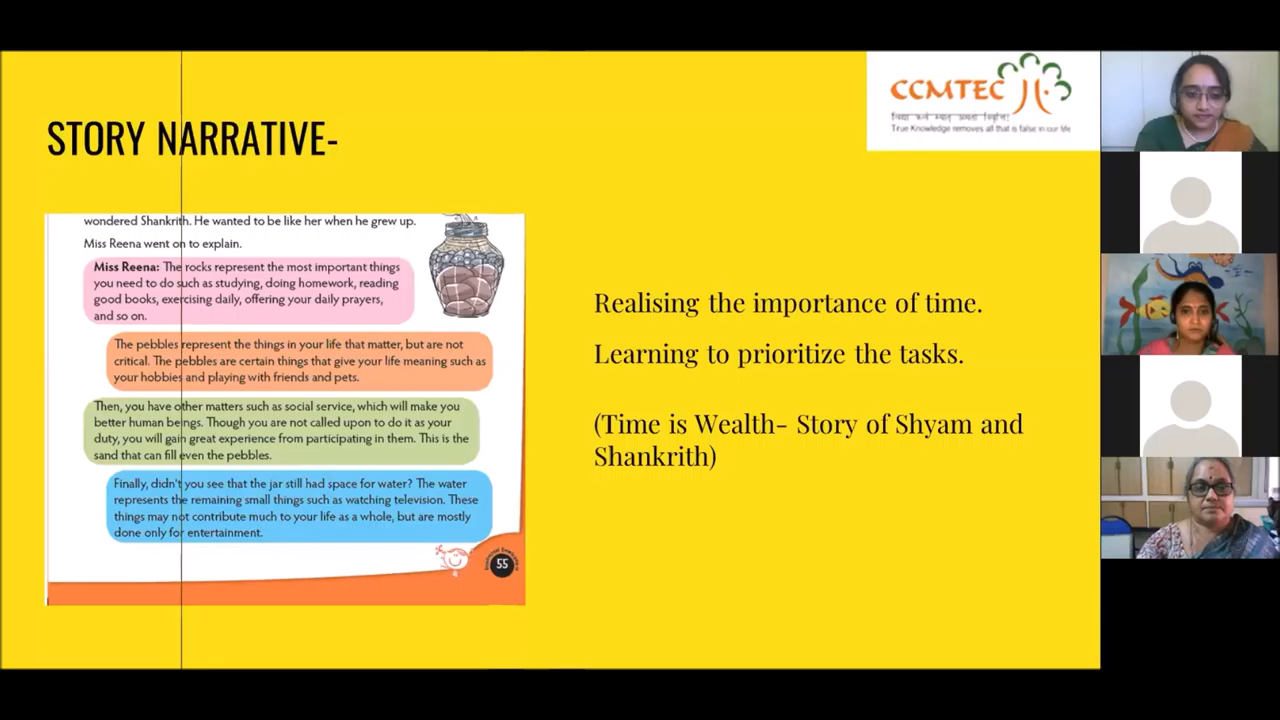 CCMTEC
True Knowledge removes all that is false in our life
STORY NARRATIVE-
wondered Shankrith. He wanted to be like her when he grew up.
Miss Reena went on to explain.
Miss Reena: The rocks represent the most important things
you need to do such as studying, doing homework, reading
good books, exercising daily, offering your daily prayers,
and so on.
The pebbles represent the things in your life that matter, but are not
critical. The pebbles are certain things that give your life meaning such as
your hobbies and playing with friends and pets.
Then, you have other matters such as social service, which will make you
better human beings. Though you are not called upon to do it as your
duty, you will gain great experience from participating in them. This is the
sand that can fill even the pebbles.
Finally, didn't you see that the jar still had space for water? The water
represents the remaining small things such as watching television. These
things may not contribute much to your life as a whole, but are mostly
done only for entertainment.
55
Realising the importance of time.
Learning to prioritize the tasks.
(Time is Wealth- Story of Shyam and
Shankrith)